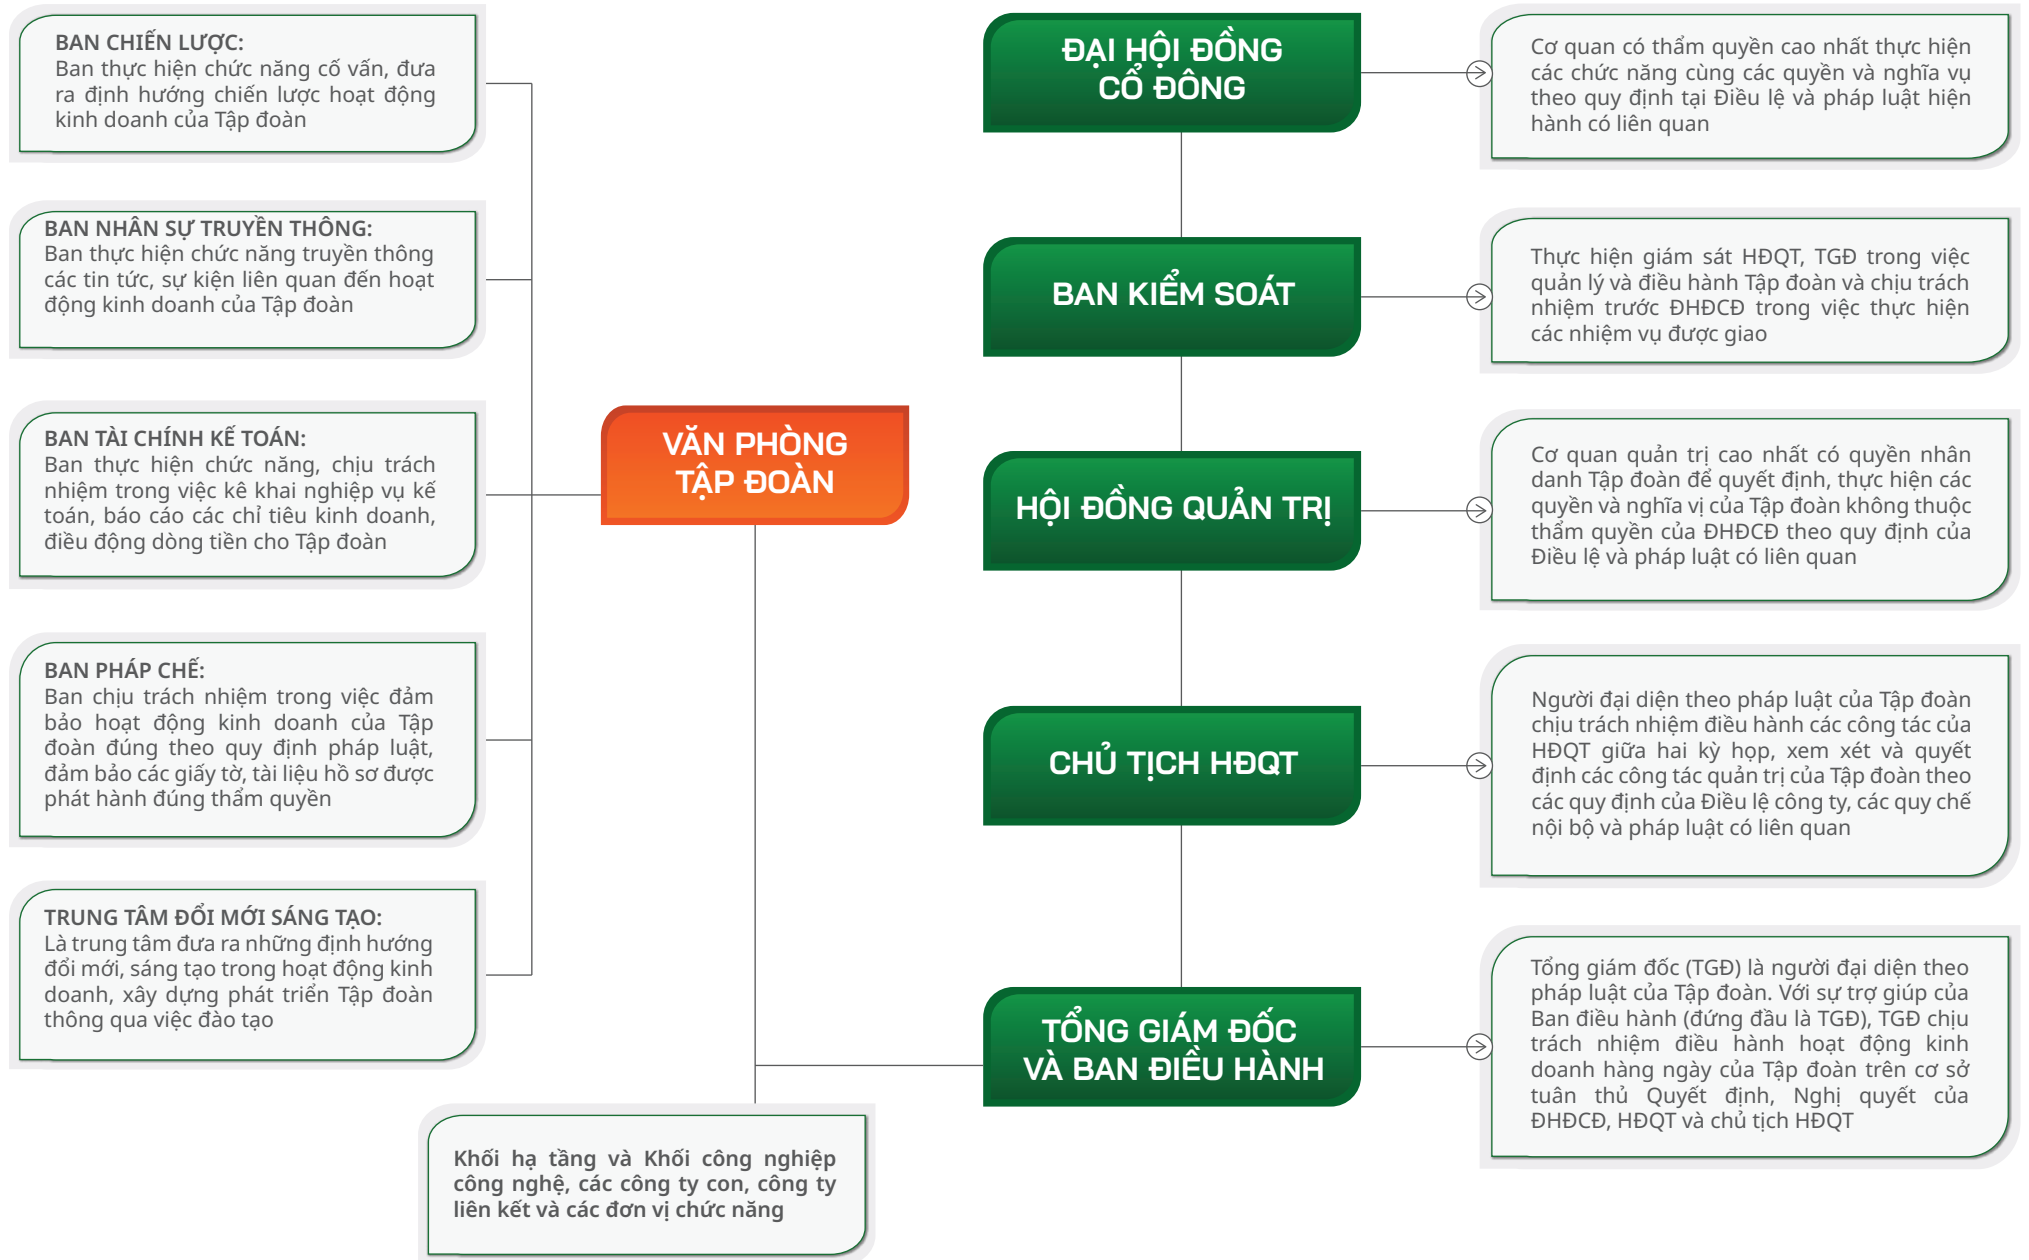 BAN CHIẾN LƯỢC:
Ban thực hiện chức năng cố vấn, đưa
ra định hướng chiến lược hoạt động
kinh doanh của Tập đoàn
BAN NHÂN SỰ TRUYỀN THÔNG:
Ban thực hiện chức năng truyền thông
các tin tức, sự kiện liên quan đến hoạt
động kinh doanh của Tập đoàn
BAN TÀI CHÍNH KẾ TOÁN:
Ban thực hiện chức năng, chịu trách
nhiệm trong việc kê khai nghiệp vụ kế
toán, báo cáo các chỉ tiêu kinh doanh,
điều động dòng tiền cho Tập đoàn
BAN PHÁP CHẾ:
Ban chịu trách nhiệm trong việc đảm
bảo hoạt động kinh doanh của Tập
đoàn đúng theo quy định pháp luật,
đảm bảo các giấy tờ, tài liệu hồ sơ được
phát hành đúng thẩm quyền
TRUNG TÂM ĐỔI MỚI SÁNG TẠO:
Là trung tâm đưa ra những định hướng
đổi mới, sáng tạo trong hoạt động kinh
doanh, xây dựng phát triển Tập đoàn
thông qua việc đào tạo
VĂN PHÒNG
TẬP ĐOÀN
Khối hạ tầng và Khối công nghiệp
công nghệ, các công ty con, công ty
liên kết và các đơn vị chức năng
ĐẠI HỘI ĐỒNG
CỔ ĐÔNG
Cơ quan có thẩm quyền cao nhất thực hiện
các chức năng cùng các quyền và nghĩa vụ
theo quy định tại Điều lệ và pháp luật hiện
hành có liên quan
BAN KIỂM SOÁT
Thực hiện giám sát HĐQT, TGĐ trong việc
quản lý và điều hành Tập đoàn và chịu trách
nhiệm trước ĐHĐCĐ trong việc thực hiện
các nhiệm vụ được giao
HỘI ĐỒNG QUẢN TRỊ
Cơ quan quản trị cao nhất có quyền nhân
danh Tập đoàn để quyết định, thực hiện các
quyền và nghĩa vị của Tập đoàn không thuộc
thẩm quyền của ĐHĐCĐ theo quy định của
Điều lệ và pháp luật có liên quan
CHỦ TỊCH HĐQT
Người đại diện theo pháp luật của Tập đoàn
chịu trách nhiệm điều hành các công tác của
HĐQT giữa hai kỳ họp, xem xét và quyết
định các công tác quản trị của Tập đoàn theo
các quy định của Điều lệ công ty, các quy chế
nội bộ và pháp luật có liên quan
TỔNG GIÁM ĐỐC
VÀ BAN ĐIỀU HÀNH
Tổng giám đốc (TGĐ) là người đại diện theo
pháp luật của Tập đoàn. Với sự trợ giúp của
Ban điều hành (đứng đầu là TGĐ), TGĐ chịu
trách nhiệm điều hành hoạt động kinh
doanh hàng ngày của Tập đoàn trên cơ sở
tuân thủ Quyết định, Nghị quyết của
ĐHĐCĐ, HĐQT và chủ tịch HĐQT